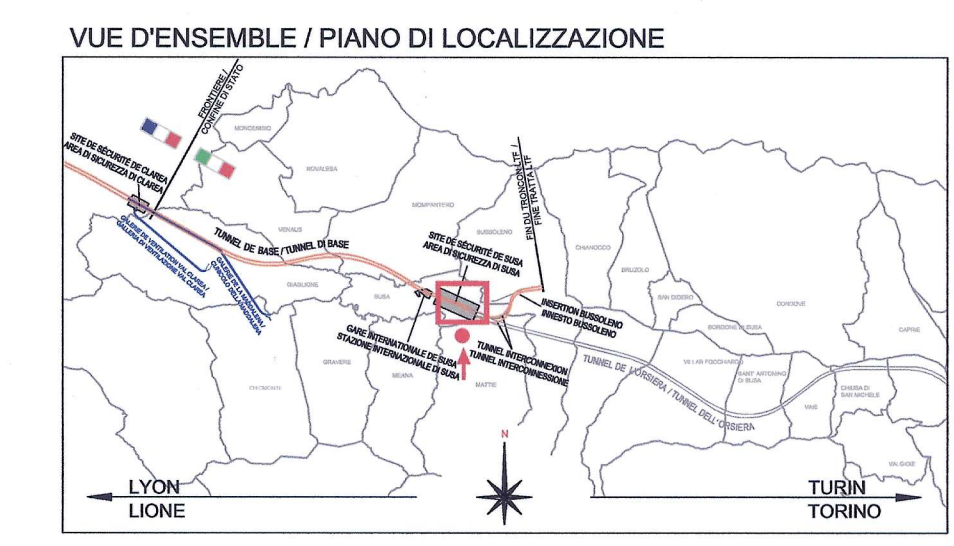 VUE D'ENSEMBLE / PIANO DI LOCALIZZAZIONE
FRONTIERE /
CONFINE DI STATO
MONCENISIO
NOVALESA
SITE DE SÉCURITÉ DE CLAREA
AREA DI SICUREZZA DI CLAREA
FIN DU TRONCON LTF /
FINE TRATTA LTF
MOMPANTERO
BUSSOLENO
VENAUS
TUNNEL DE BASE / TUNNEL DI BASE
SITE DE SÉCURITÉ DE SUSA
AREA DI SICUREZZA DI SUSA
CHIANOCCO
BRUZOLO
GALERIE DE VENTILATION VAL CLAREA /
GALLERIA DI VENTILAZIONE VAL CLAREA
GALERIE DE LA MADDALENA /
CUNICOLO DELLA MADDALENA
GIAGLIONE
SUSA
SAN DIDERO
CONDOVE
INSERTION BUSSOLENO
INNESTO BUSSOLENO
BORGONE DI SUSA
CAPRIE
GARE INTERNATIONALE DE SUSA
STAZIONE INTERNAZIONALE DI SUSA
TUNNEL INTERCONNEXION
TUNNEL INTERCONNESSIONE
GRAVERE
MEANA
MATTIE
TUNNEL DE L'ORSIERA / TUNNEL DELL'ORSIERA
VILLAR FOCCHIARDO
SANT' ANTONINO
DI SUSA
CHIUSA DI
SAN MICHELE
CHIOMONTE
VAIE
VALGIOIE
N
LYON
LIONE
TURIN
TORINO